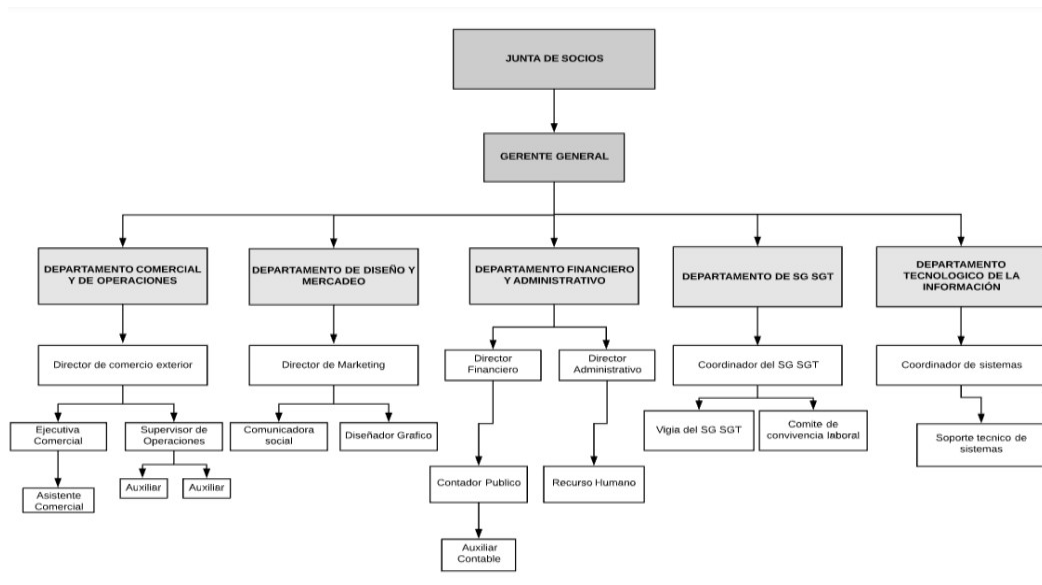 JUNTA DE SOCIOS
GERENTE GENERAL
DEPARTAMENTO COMERCIAL
Y DE OPERACIONES
DEPARTAMENTO DE DISEÑO Y
MERCADEO
DEPARTAMENTO FINANCIERO
Y ADMINISTRATIVO
DEPARTAMENTO DE SG SGT
DEPARTAMENTO
TECNOLOGICO DE LA
INFORMACIÓN
Director de comercio exterior
Director de Marketing
Director
Financiero
Director
Administrativo
Coordinador del SG SGT
Coordinador de sistemas
Ejecutiva
Comercial
Supervisor de
Operaciones
Comunicadora
social
Diseñador Grafico
Vigia del SG SGT
Comite de
convivencia laboral
Soporte tecnico de
sistemas
Asistente
Comercial
Auxiliar
Auxiliar
Contador Publico
Recurso Humano
Auxiliar
Contable